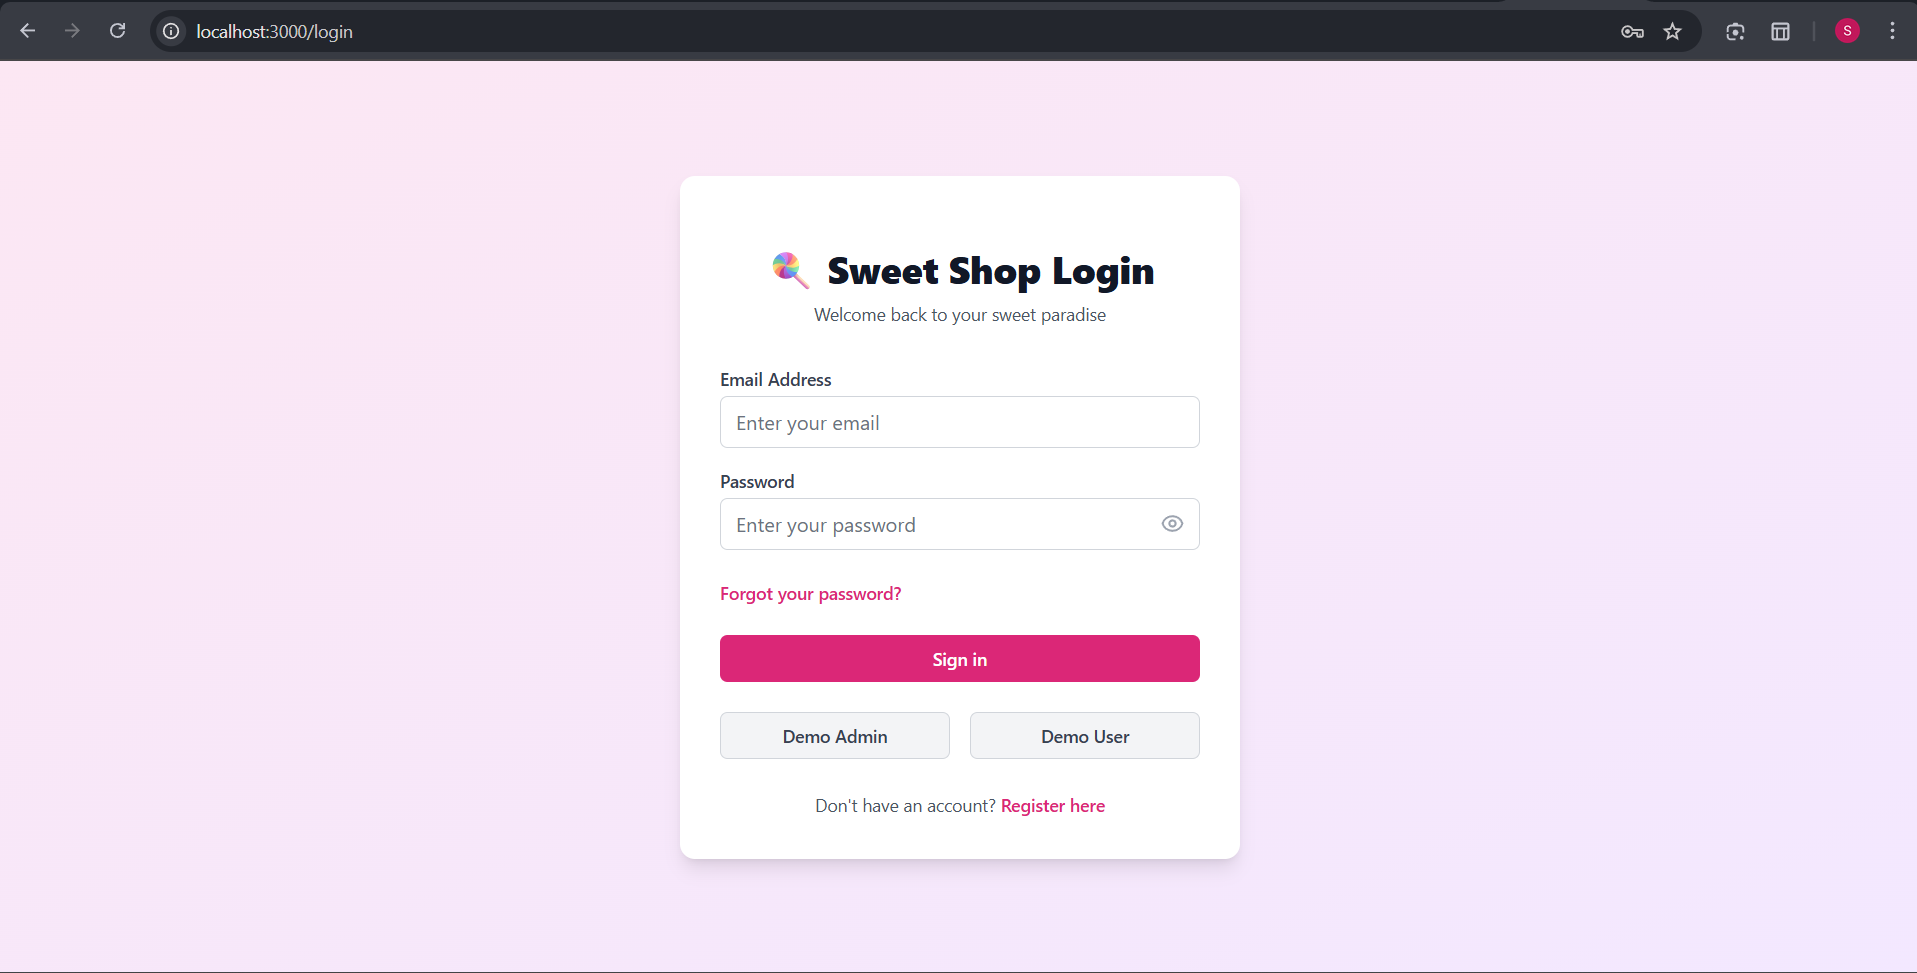 localhost:3000/login
S
Sweet Shop Login
Welcome back to your sweet paradise
Email Address
Enter your email
Password
Enter your password
Forgot your password?
Sign in
Demo Admin
Demo User
Don't have an account? Register here